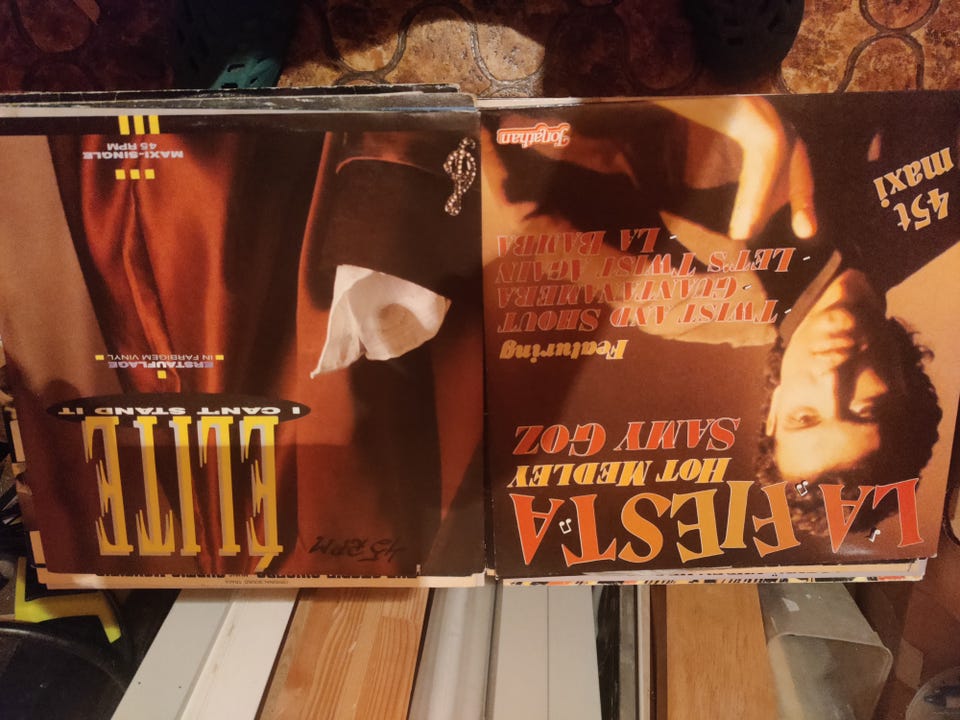 ELITE
I CAN'T STAND IT
ERSTAUFLAGE
IN FARBIGEM VINYL
MAXI-SINGLE
45 RPM
45 RPM
LA FIESTA
HOT MEDLEY
SAMY GOZ
Featuring
- TWIST AND SHOUT
- GUANTANAMERA
- LET'S TWIST AGAIN
- LA BAMBA
45t
maxi
Jonathan